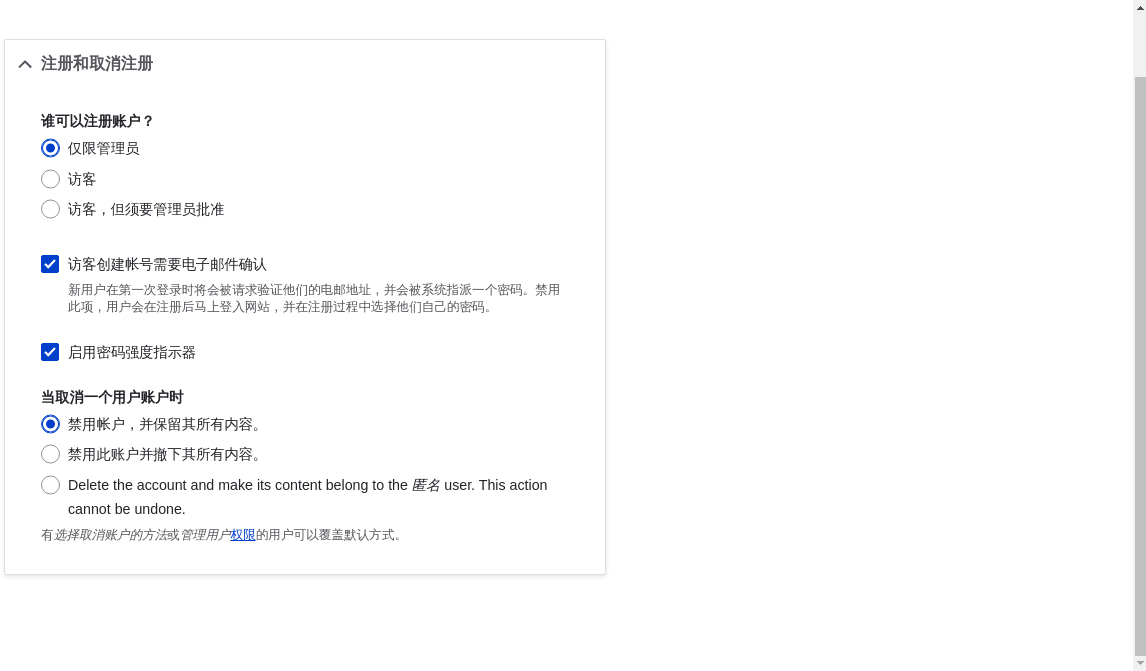 注册和取消注册
谁可以注册账户？
仅限管理员
访客
访客，但须要管理员批准
访客创建帐号需要电子邮件确认
新用户在第一次登录时将会被请求验证他们的电邮地址，并会被系统指派一个密码。禁用
此项，用户会在注册后马上登入网站，并在注册过程中选择他们自己的密码。
启用密码强度指示器
当取消一个用户账户时
禁用帐户，并保留其所有内容。
禁用此账户并撤下其所有内容。
Delete the account and make its content belong to the 匿名 user. This action
cannot be undone.
有选择取消账户的方法或管理用户权限的用户可以覆盖默认方式。